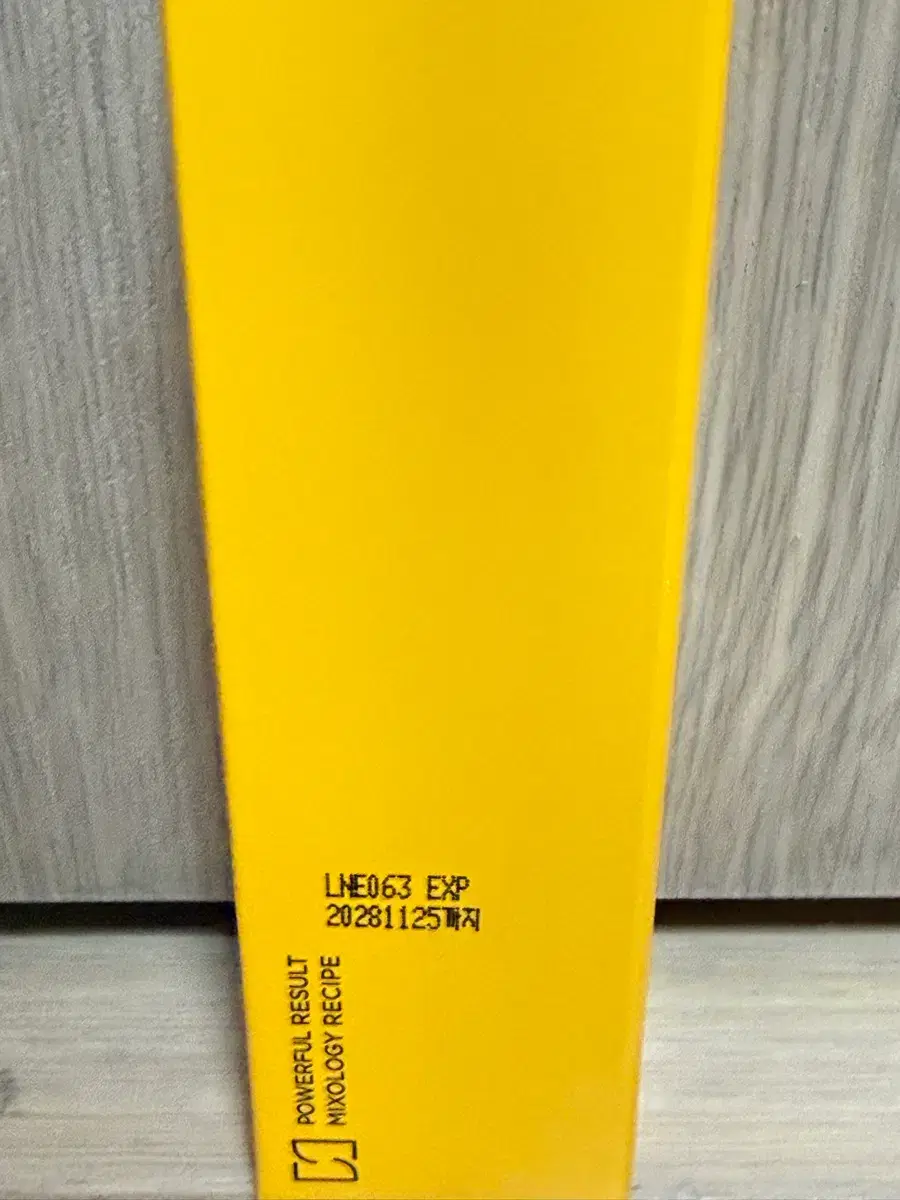 LNE063 EXP
20281125까지
POWERFUL RESULT
MIXOLOGY RECIPE